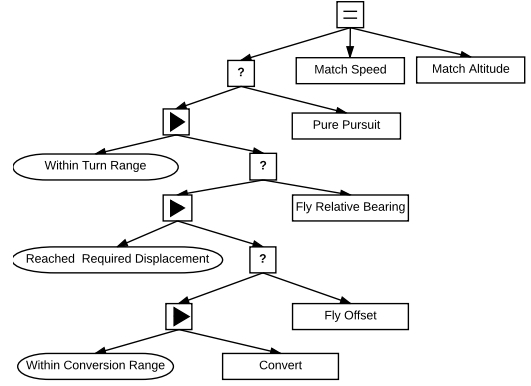 ?
Match Speed
Match Altitude
Pure Pursuit
Within Turn Range
?
Fly Relative Bearing
Reached Required Displacement
?
Fly Offset
Within Conversion Range
Convert